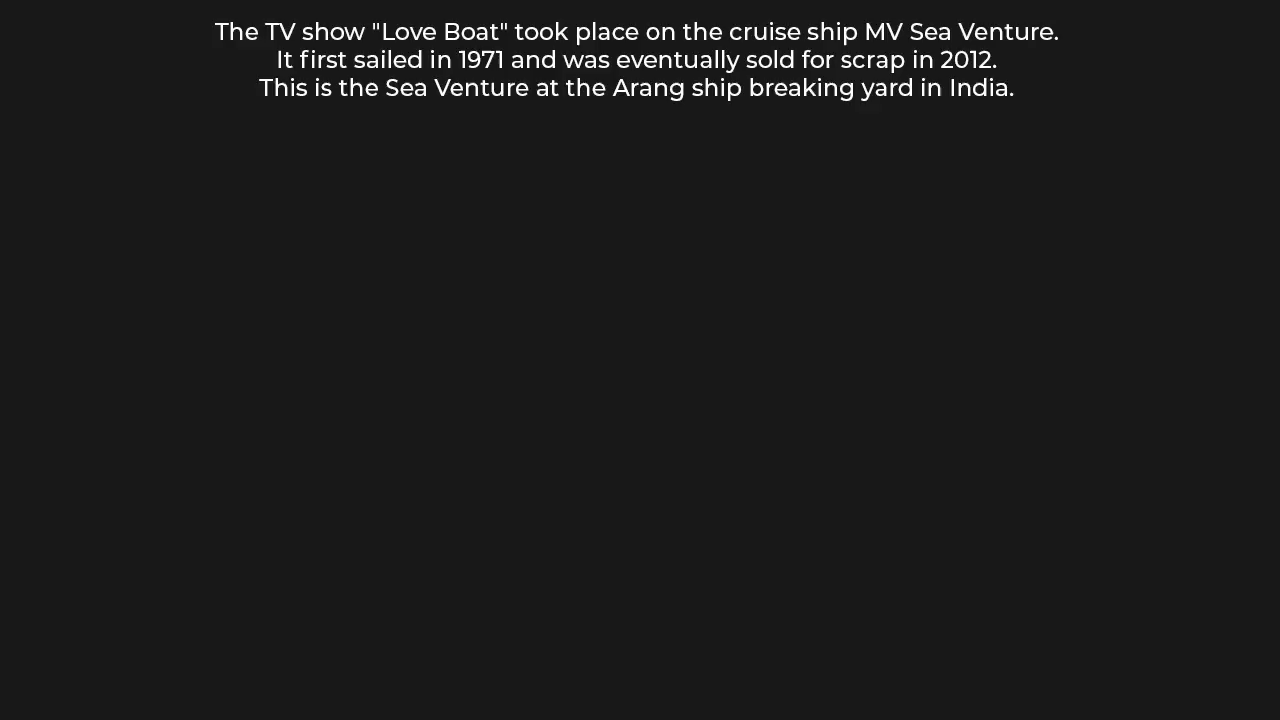 The TV show "Love Boat" took place on the cruise ship MV Sea Venture.
It first sailed in 1971 and was eventually sold for scrap in 2012.
This is the Sea Venture at the Arang ship breaking yard in India.